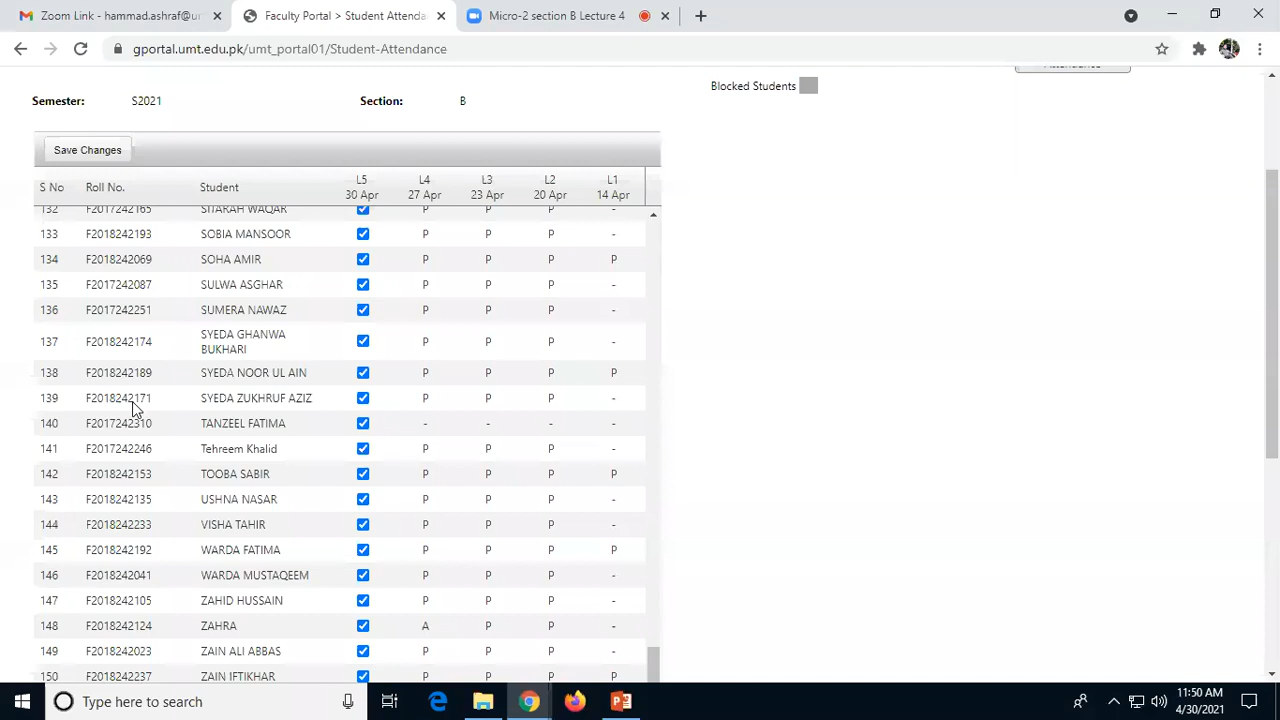 Zoom Link - hammad.ashraf@um
Faculty Portal > Student Attenda
Micro-2 section B Lecture 4
gportal.umt.edu.pk/umt_portal01/Student-Attendance
Blocked Students
Semester: S2021 Section: B
Save Changes
S No Roll No. Student L5 30 Apr L4 27 Apr L3 23 Apr L2 20 Apr L1 14 Apr
132 F2017242165 SITARAH WAQAR P P P -
133 F2018242193 SOBIA MANSOOR P P P -
134 F2018242069 SOHA AMIR P P P P
135 F2017242087 SULWA ASGHAR P P P -
136 F2017242251 SUMERA NAWAZ P P P -
137 F2018242174 SYEDA GHANWA BUKHARI P P P -
138 F2018242189 SYEDA NOOR UL AIN P P P P
139 F2018242171 SYEDA ZUKHRUF AZIZ P P P -
140 F2017242310 TANZEEL FATIMA - - - -
141 F2017242246 Tehreem Khalid P P P -
142 F2018242153 TOOBA SABIR P P P P
143 F2018242135 USHNA NASAR P P P -
144 F2018242233 VISHA TAHIR P P P -
145 F2018242192 WARDA FATIMA P P P P
146 F2018242041 WARDA MUSTAQEEM P P P -
147 F2018242105 ZAHID HUSSAIN P P P -
148 F2018242124 ZAHRA A P P -
149 F2018242023 ZAIN ALI ABBAS P P P -
150 F2018242237 ZAIN IFTIKHAR P P P -
Type here to search
11:50 AM
4/30/2021